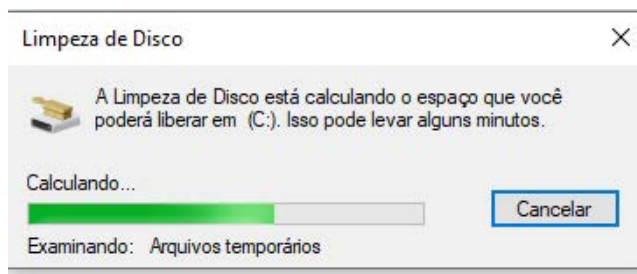 Limpeza de Disco
A Limpeza de Disco está calculando o espaço que você
poderá liberar em (C:). Isso pode levar alguns minutos.
Calculando...
Cancelar
Examinando: Arquivos temporários